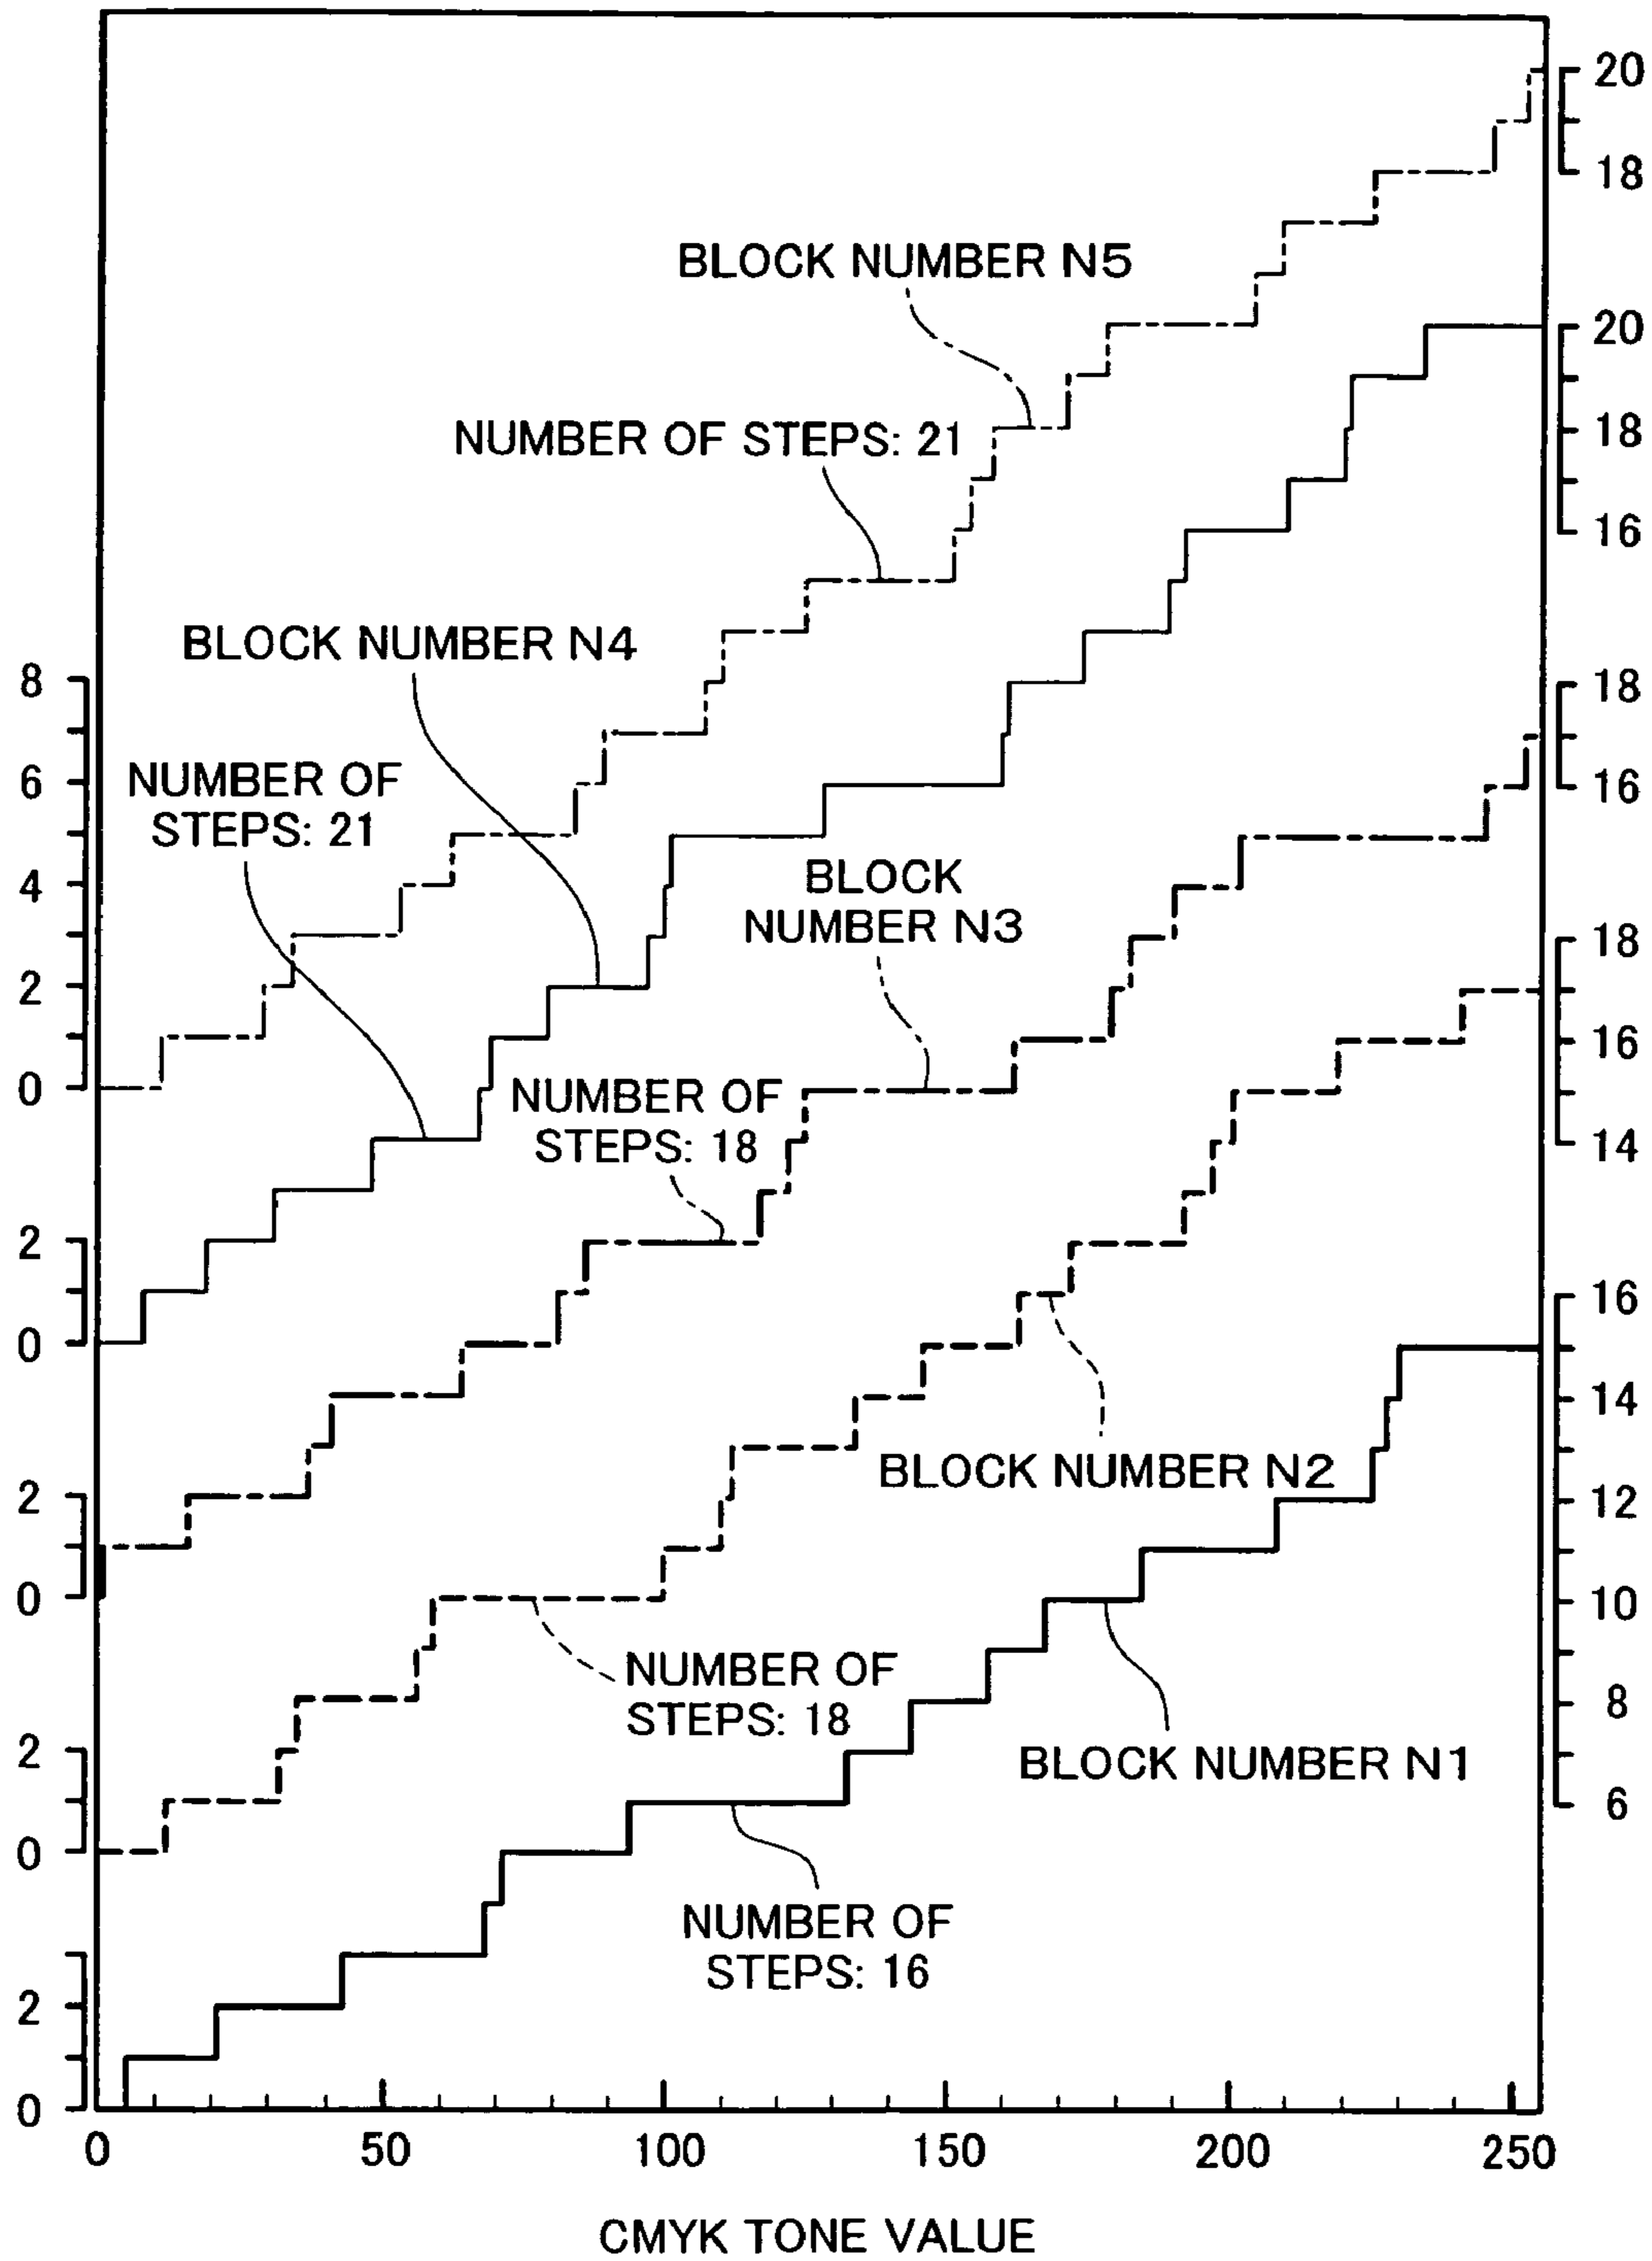 20
18
BLOCK NUMBER N5
20
NUMBER OF STEPS: 21
18
16
BLOCK NUMBER N4
8
18
NUMBER OF
STEPS: 21
6
16
4
BLOCK
NUMBER N3
18
2
16
0
NUMBER OF
STEPS: 18
14
2
16
0
14
BLOCK NUMBER N2
2
12
0
10
NUMBER OF
STEPS: 18
8
2
BLOCK NUMBER N1
6
0
NUMBER OF
STEPS: 16
2
0
0 50 100 150 200 250
CMYK TONE VALUE